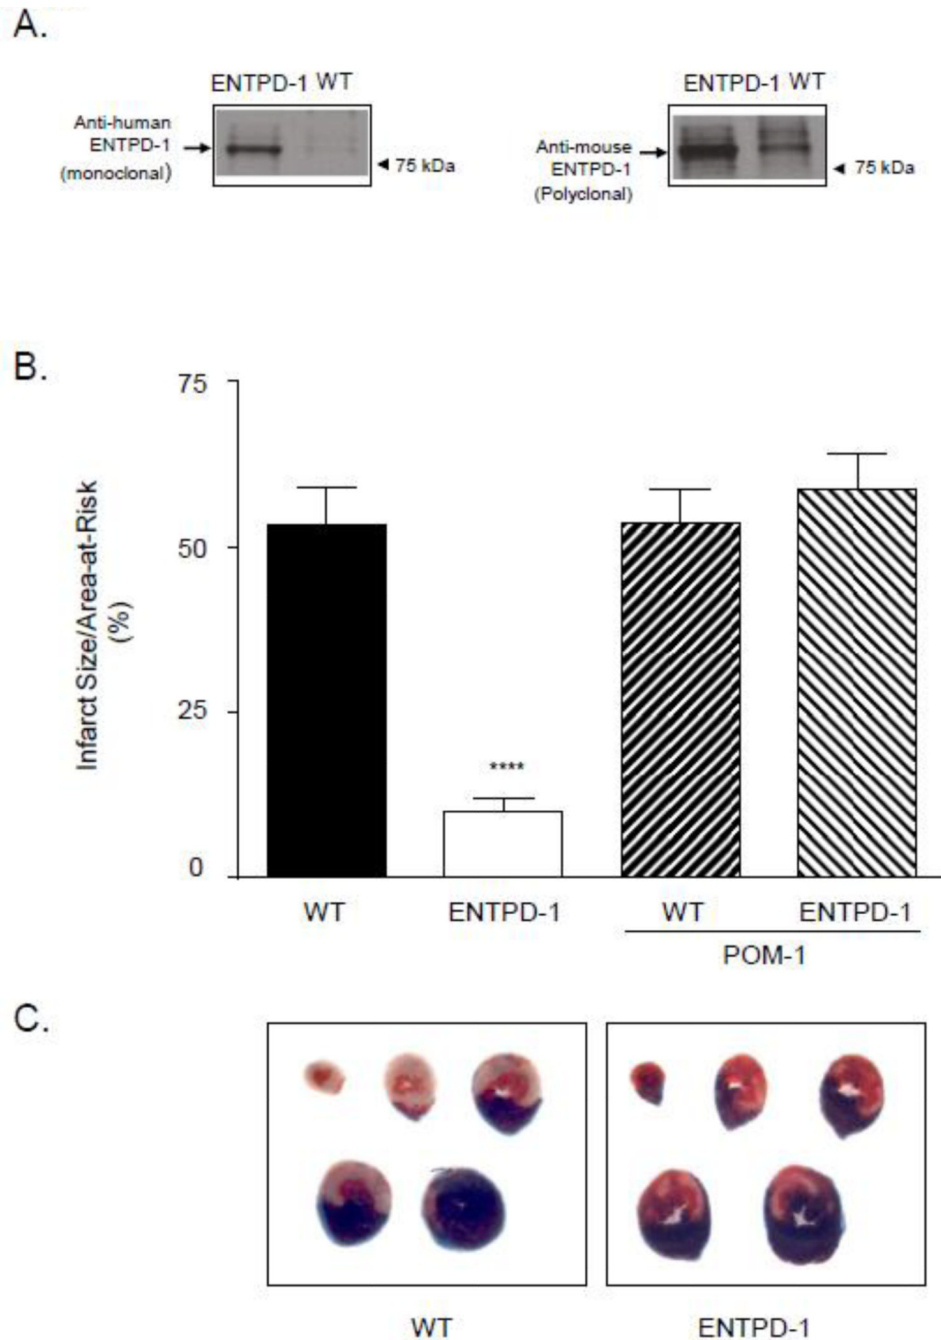 A.
ENTPD-1 WT
Anti-human
ENTPD-1
(monoclonal)
75 kDa
ENTPD-1 WT
Anti-mouse
ENTPD-1
(Polyclonal)
75 kDa
B.
Infarct Size/Area-at-Risk
(%)
75
50
25
0
****
WT
ENTPD-1
WT
ENTPD-1
POM-1
C.
WT
ENTPD-1